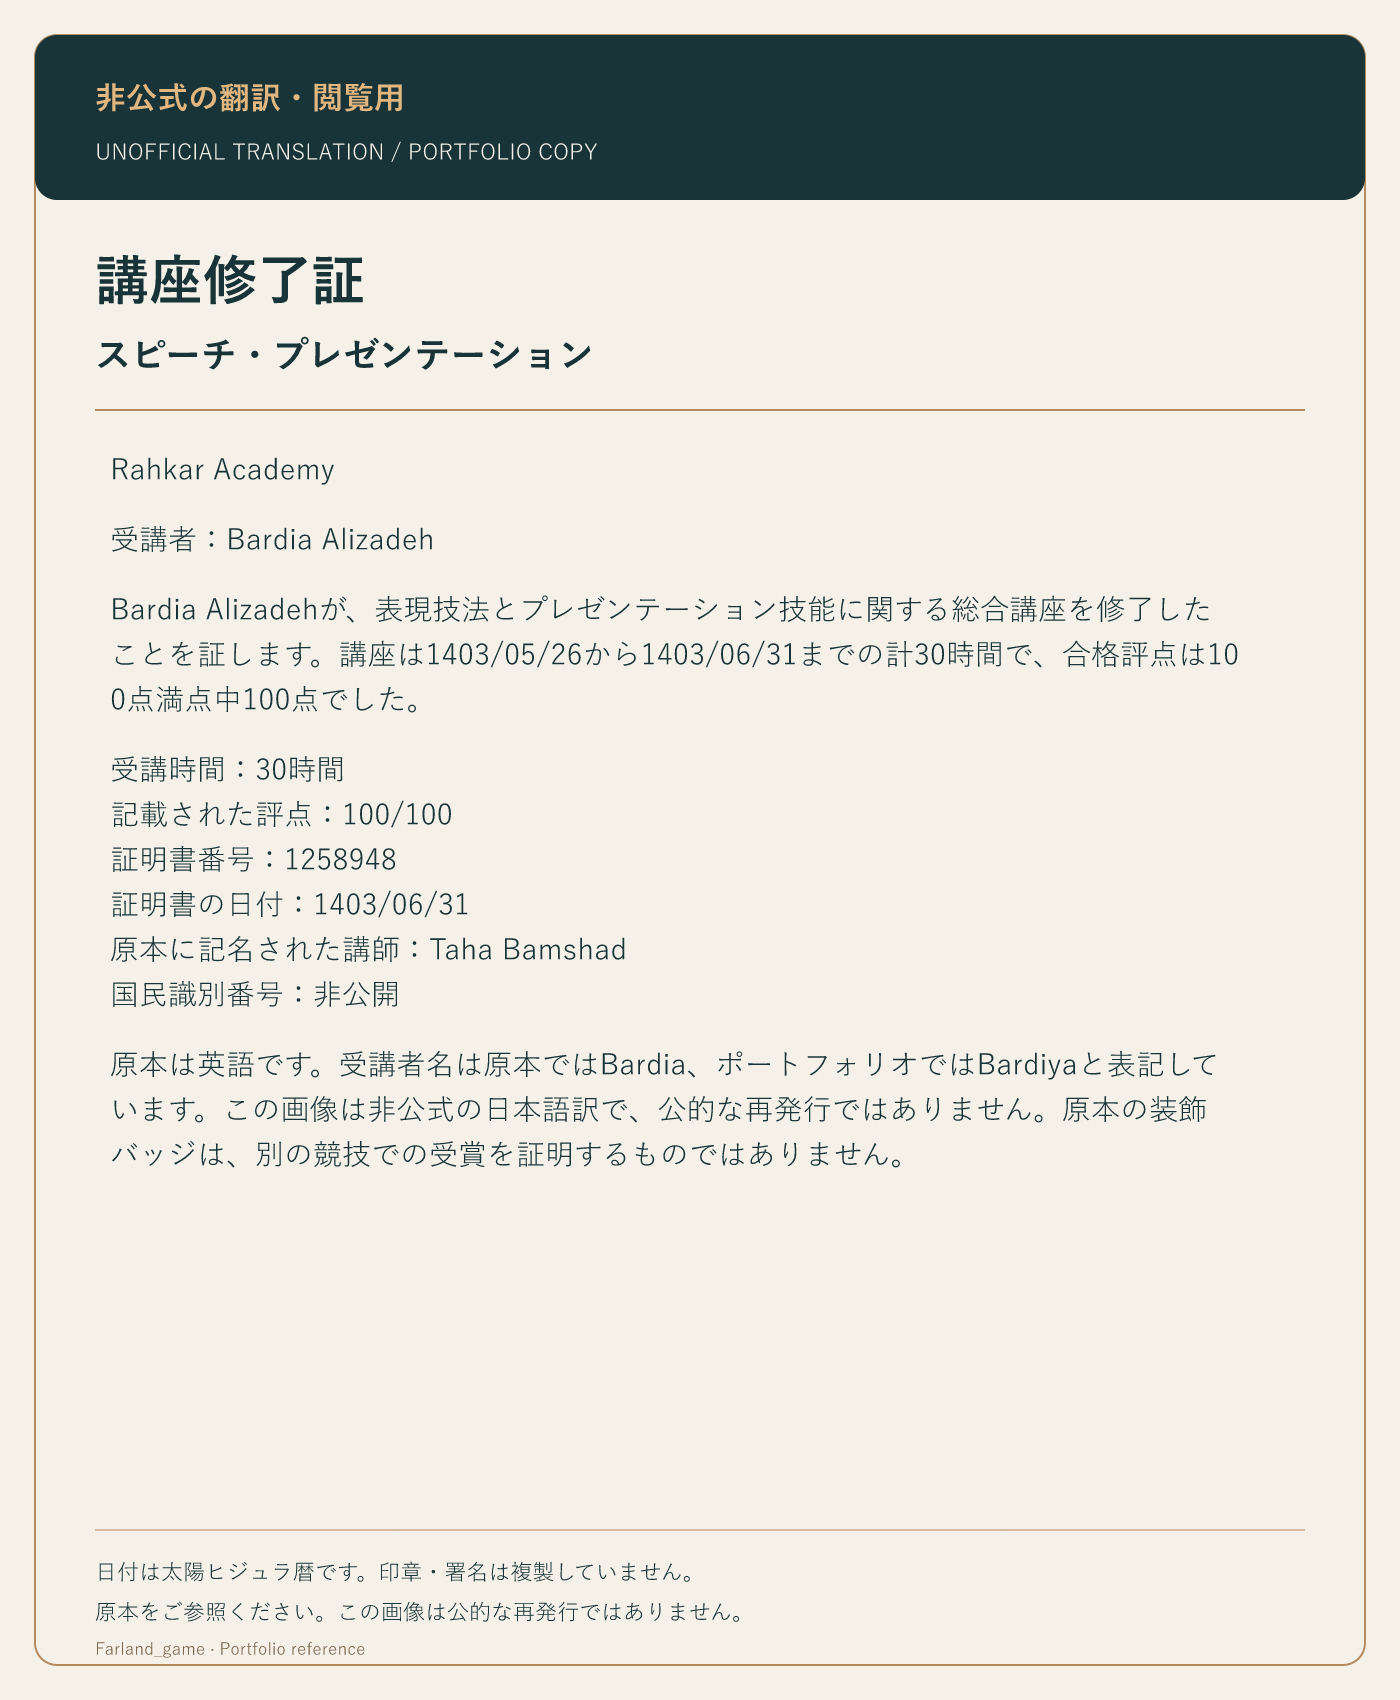 非公式の翻訳・閲覧用
UNOFFICIAL TRANSLATION / PORTFOLIO COPY
講座修了証
スピーチ・プレゼンテーション
Rahkar Academy
受講者：Bardia Alizadeh
Bardia Alizadehが、表現技法とプレゼンテーション技能に関する総合講座を修了した
ことを証します。講座は1403/05/26から1403/06/31までの計30時間で、合格評点は10
0点満点中100点でした。
受講時間：30時間
記載された評点：100/100
証明書番号：1258948
証明書の日付：1403/06/31
原本に記名された講師：Taha Bamshad
国民識別番号：非公開
原本は英語です。受講者名は原本ではBardia、ポートフォリオではBardiyaと表記して
います。この画像は非公式の日本語訳で、公的な再発行ではありません。原本の装飾
バッジは、別の競技での受賞を証明するものではありません。
日付は太陽ヒジュラ暦です。印章・署名は複製していません。
原本をご参照ください。この画像は公的な再発行ではありません。
Farland_game · Portfolio reference